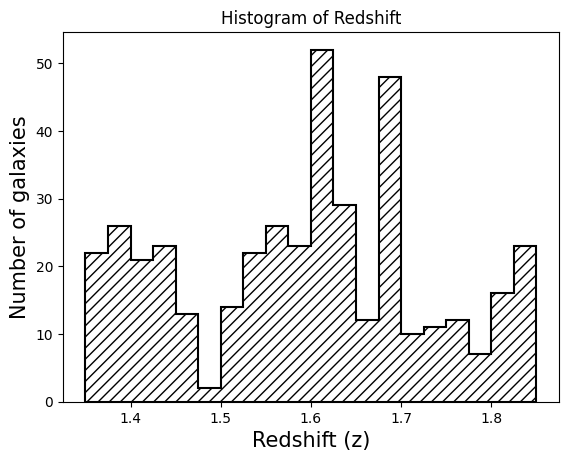 Histogram of Redshift
Number of galaxies
50
40
30
20
10
0
1.4 1.5 1.6 1.7 1.8
Redshift (z)